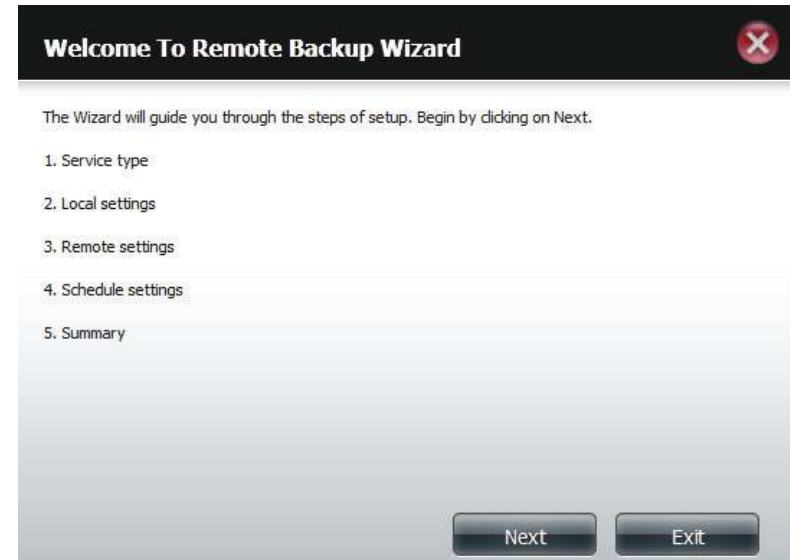 Welcome To Remote Backup Wizard
The Wizard will guide you through the steps of setup. Begin by clicking on Next.
1. Service type
2. Local settings
3. Remote settings
4. Schedule settings
5. Summary
Next Exit